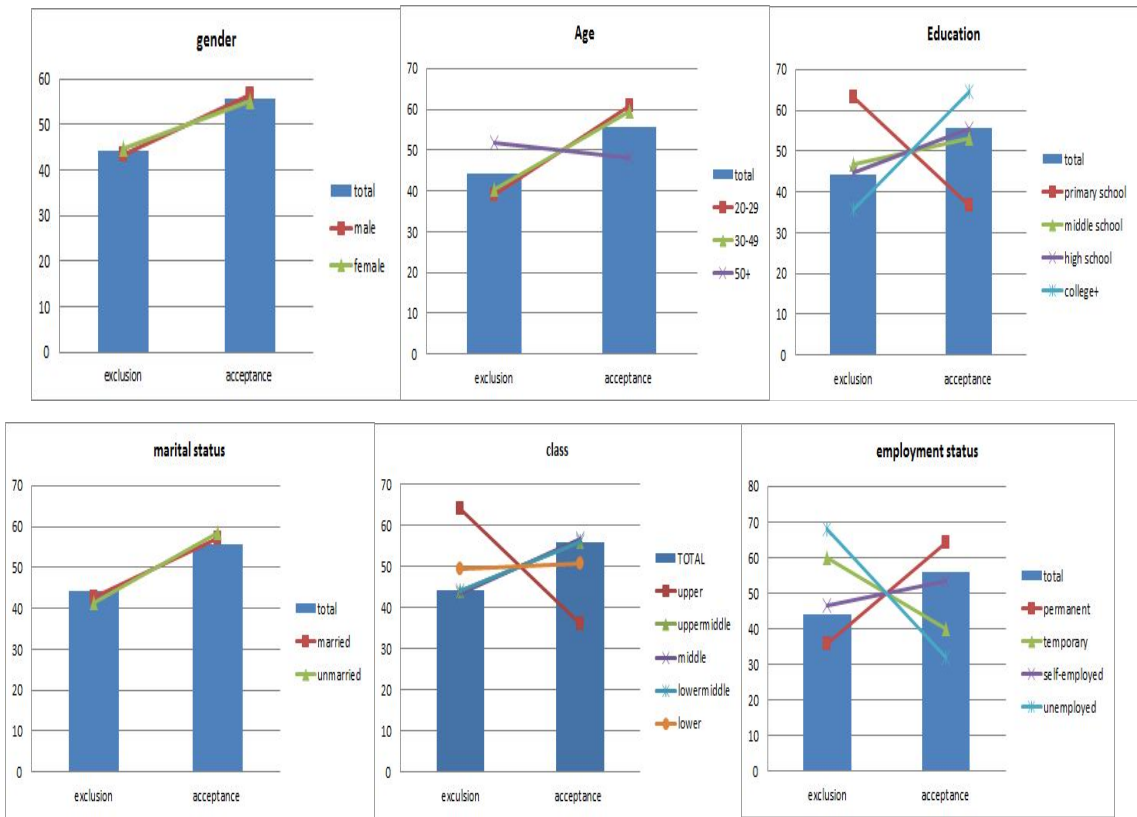 gender
60
50
40
30
20
10
0
exclusion
acceptance
total
male
female
Age
70
60
50
40
30
20
10
0
exclusion
acceptance
total
20-29
30-49
50+
Education
70
60
50
40
30
20
10
0
exclusion
acceptance
total
primary school
middle school
high school
college+
marital status
70
60
50
40
30
20
10
0
exclusion
acceptance
total
married
unmarried
class
70
60
50
40
30
20
10
0
exculsion
acceptance
TOTAL
upper
uppermiddle
middle
lowermiddle
lower
employment status
80
70
60
50
40
30
20
10
0
exclusion
acceptance
total
permanent
temporary
self-employed
unemployed